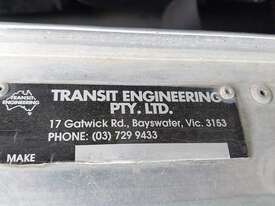 TRANSIT ENGINEERING
TRANSIT ENGINEERING
PTY. LTD.
17 Gatwick Rd., Bayswater, Vic. 3153
PHONE: (03) 729 9433
MAKE